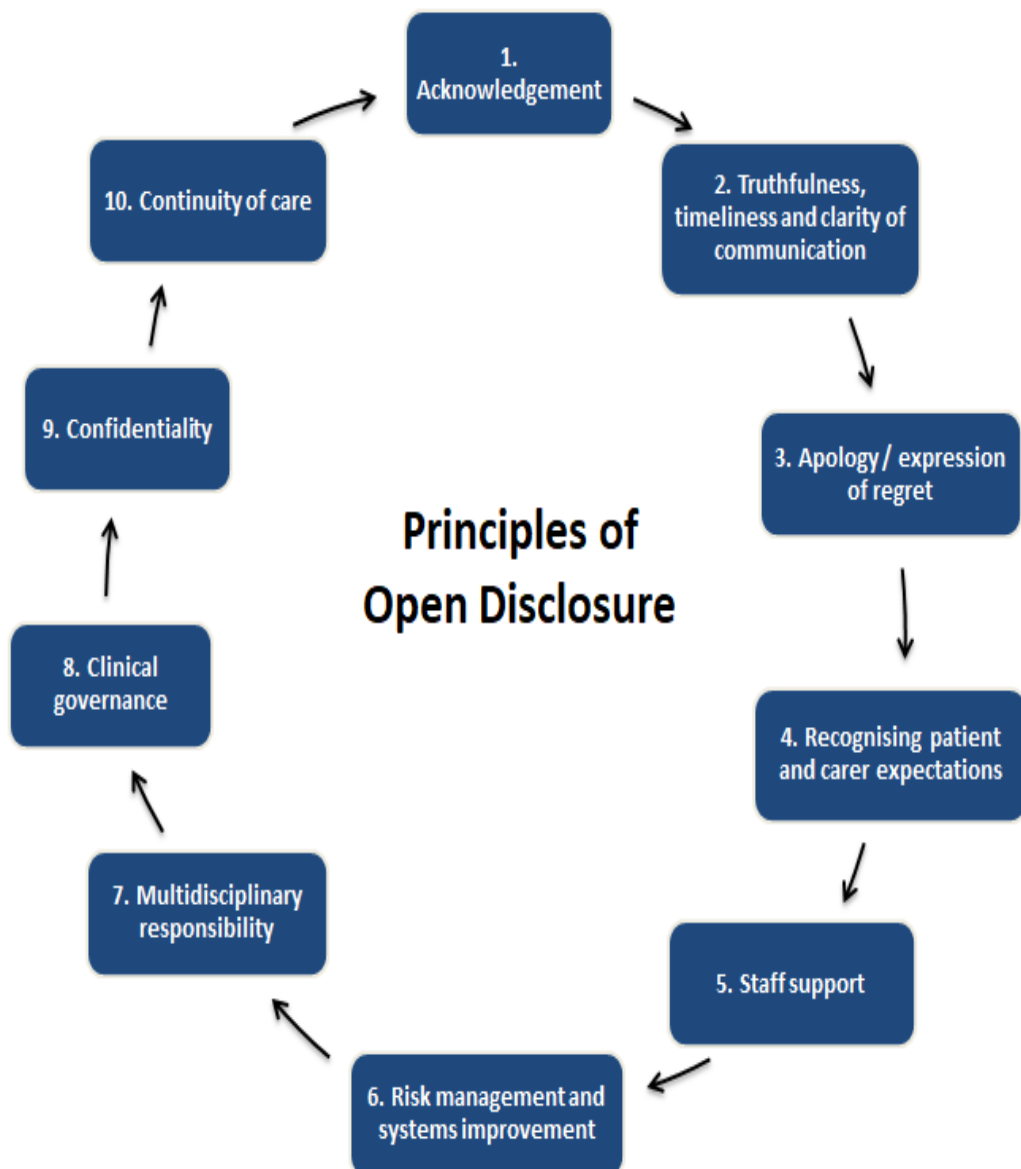 1.
Acknowledgement
2. Truthfulness,
timeliness and clarity of
communication
3. Apology / expression
of regret
4. Recognising patient
and carer expectations
5. Staff support
6. Risk management and
systems improvement
7. Multidisciplinary
responsibility
8. Clinical
governance
9. Confidentiality
10. Continuity of care
Principles of
Open Disclosure